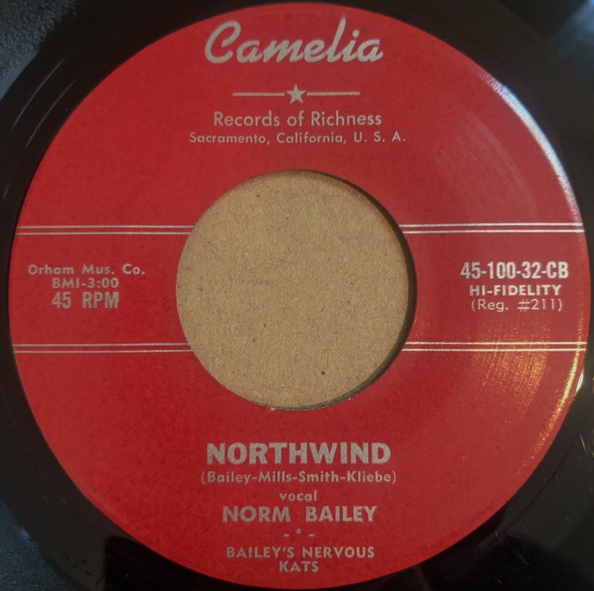 Camelia
Records of Richness
Sacramento, California, U. S. A.
Orham Mus. Co.
BMI-3:00
45 RPM
45-100-32-CB
HI-FIDELITY
(Reg. #211)
NORTHWIND
(Bailey-Mills-Smith-Kliebe)
vocal
NORM BAILEY
BAILEY'S NERVOUS
KATS